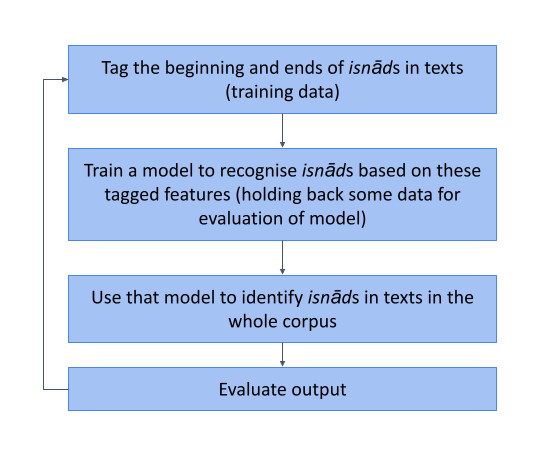 Tag the beginning and ends of isnāds in texts
(training data)
Train a model to recognise isnāds based on these
tagged features (holding back some data for
evaluation of model)
Use that model to identify isnāds in texts in the
whole corpus
Evaluate output